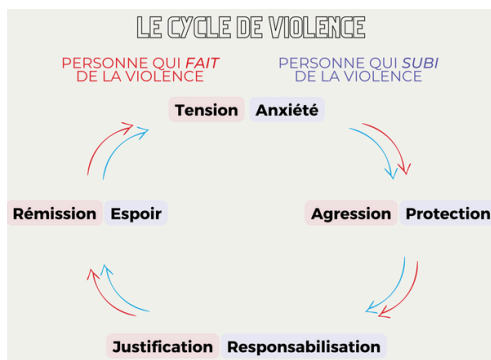 LE CYCLE DE VIOLENCE
PERSONNE QUI FAIT
DE LA VIOLENCE
PERSONNE QUI SUBI
DE LA VIOLENCE
Tension Anxiété
Rémission Espoir
Agression Protection
Justification Responsabilisation